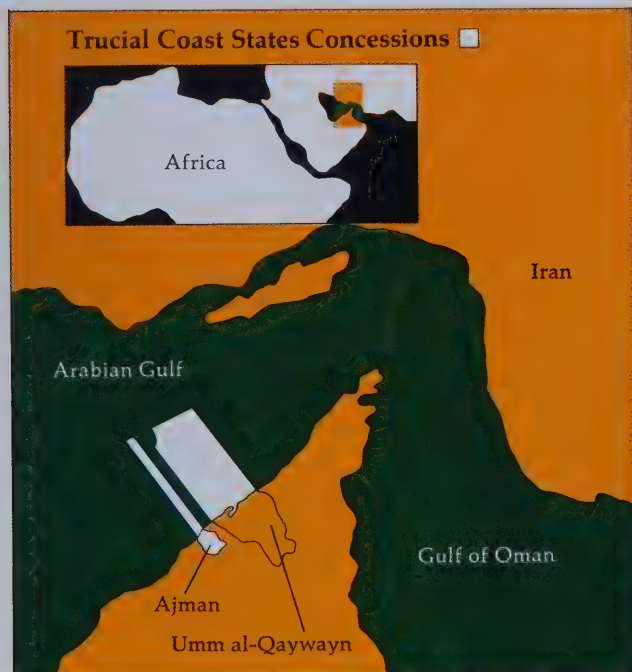 Trucial Coast States Concessions
Africa
Iran
Arabian Gulf
Gulf of Oman
Ajman
Umm al-Qaywayn